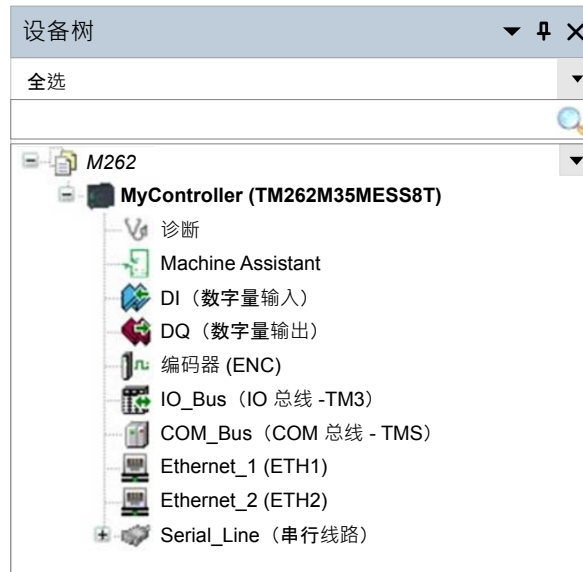 设备树
全选
M262
MyController (TM262M35MESS8T)
诊断
Machine Assistant
DI（数字量输入）
DQ（数字量输出）
编码器 (ENC)
IO_Bus（IO 总线 -TM3）
COM_Bus（COM 总线 - TMS）
Ethernet_1 (ETH1)
Ethernet_2 (ETH2)
Serial_Line（串行线路）